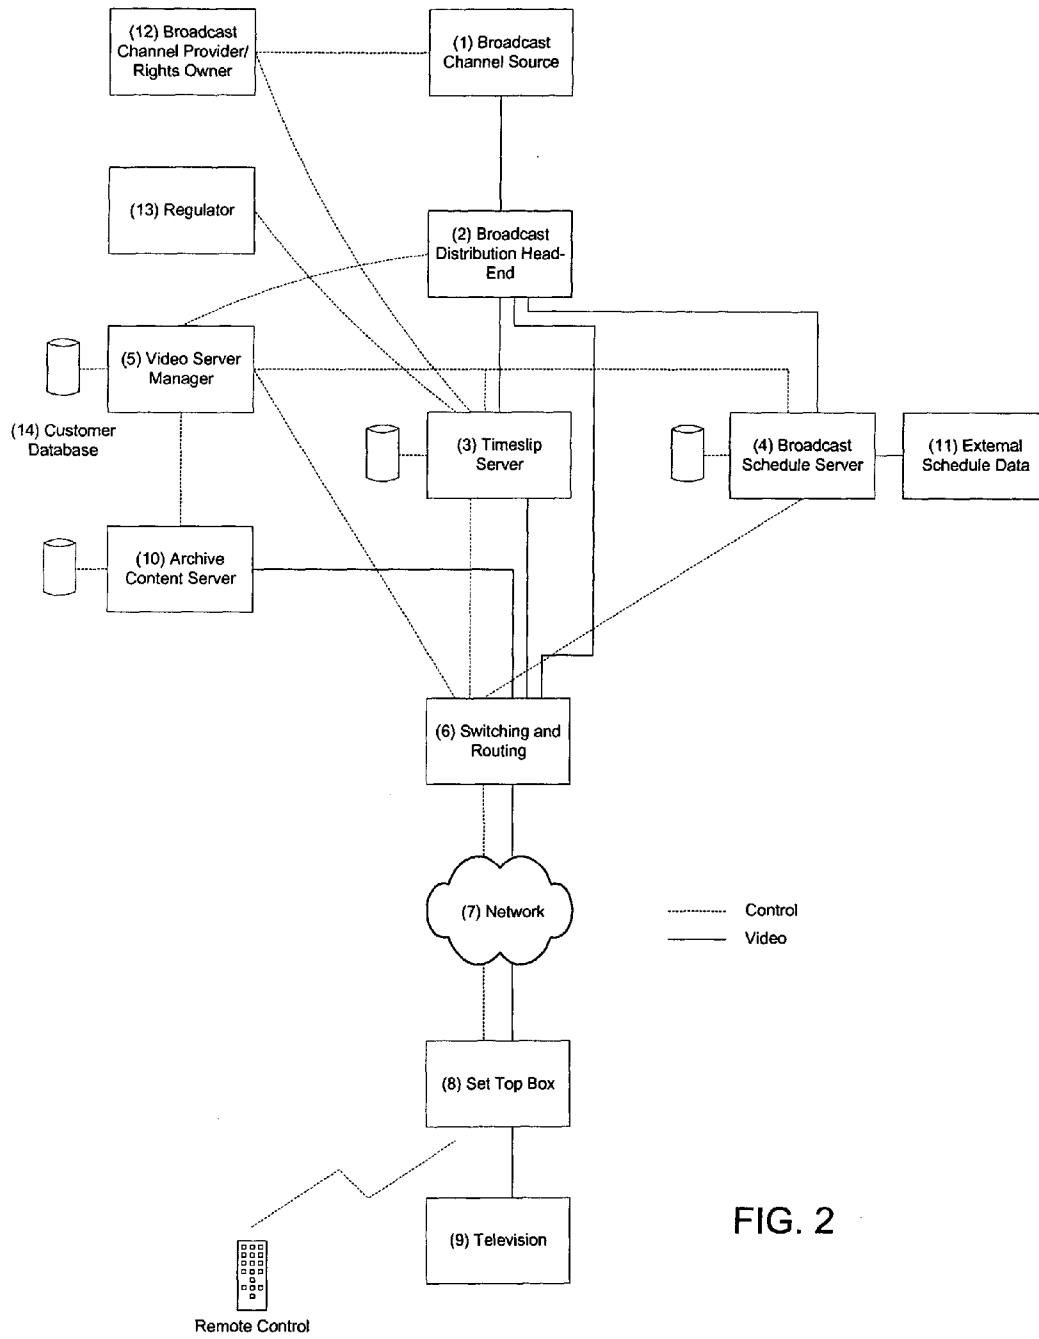 (12) Broadcast
Channel Provider/
Rights Owner
(1) Broadcast
Channel Source
(13) Regulator
(2) Broadcast
Distribution Head-
End
(5) Video Server
Manager
(14) Customer
Database
(3) Timeslip
Server
(4) Broadcast
Schedule Server
(11) External
Schedule Data
(10) Archive
Content Server
(6) Switching and
Routing
(7) Network
Control
Video
(8) Set Top Box
(9) Television
FIG. 2
Remote Control